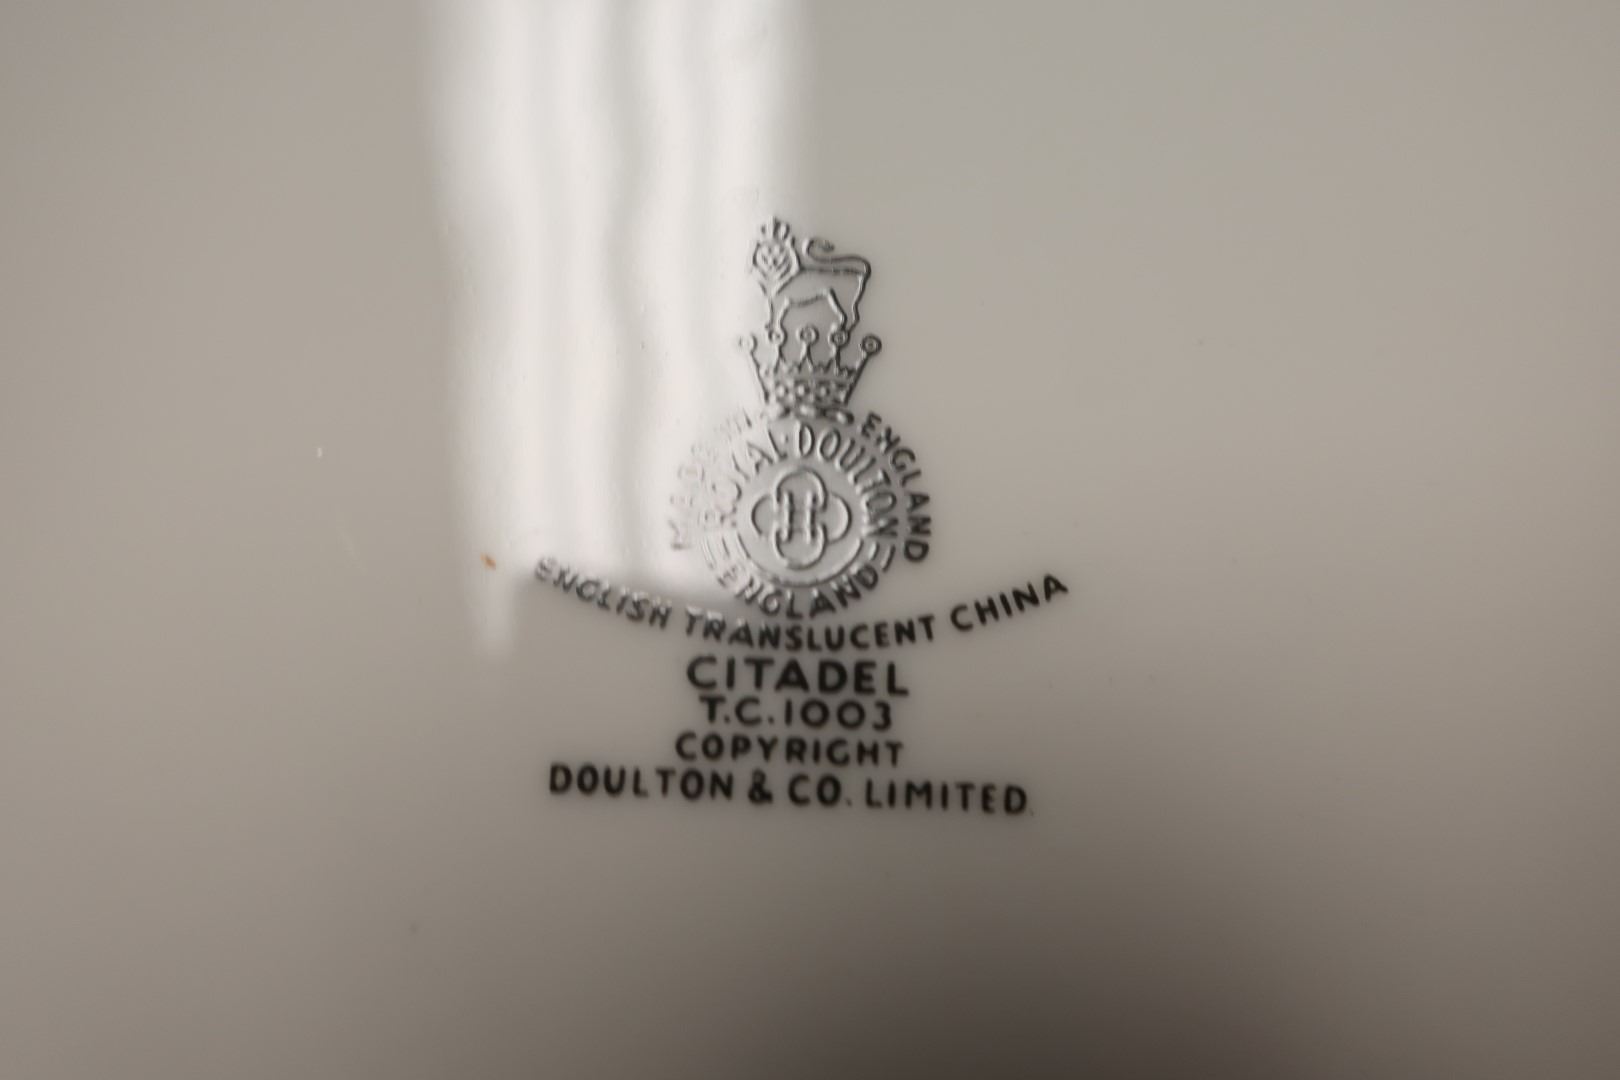 MADE IN ENGLAND
ROYAL·DOULTON
ENGLAND
ENGLISH TRANSLUCENT CHINA
CITADEL
T.C.1003
COPYRIGHT
DOULTON & CO. LIMITED.